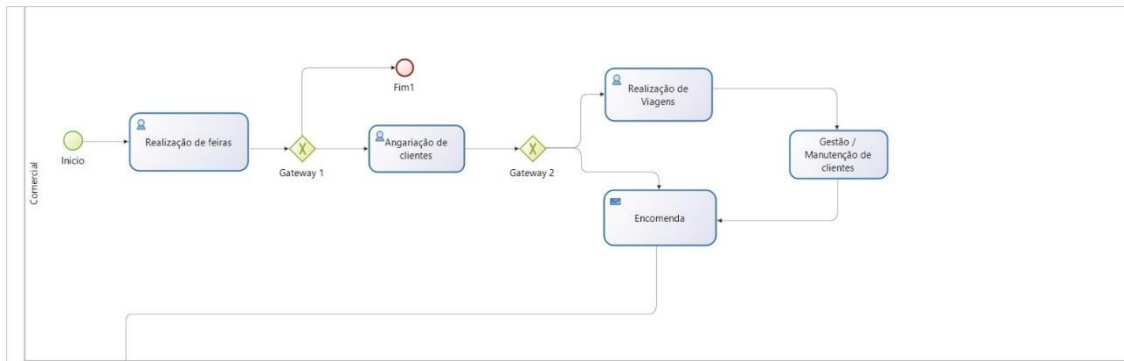 Comercial
Inicio
Realização de feiras
Gateway 1
Fim1
Angariação de
clientes
Gateway 2
Realização de
Viagens
Gestão /
Manutenção de
clientes
Encomenda